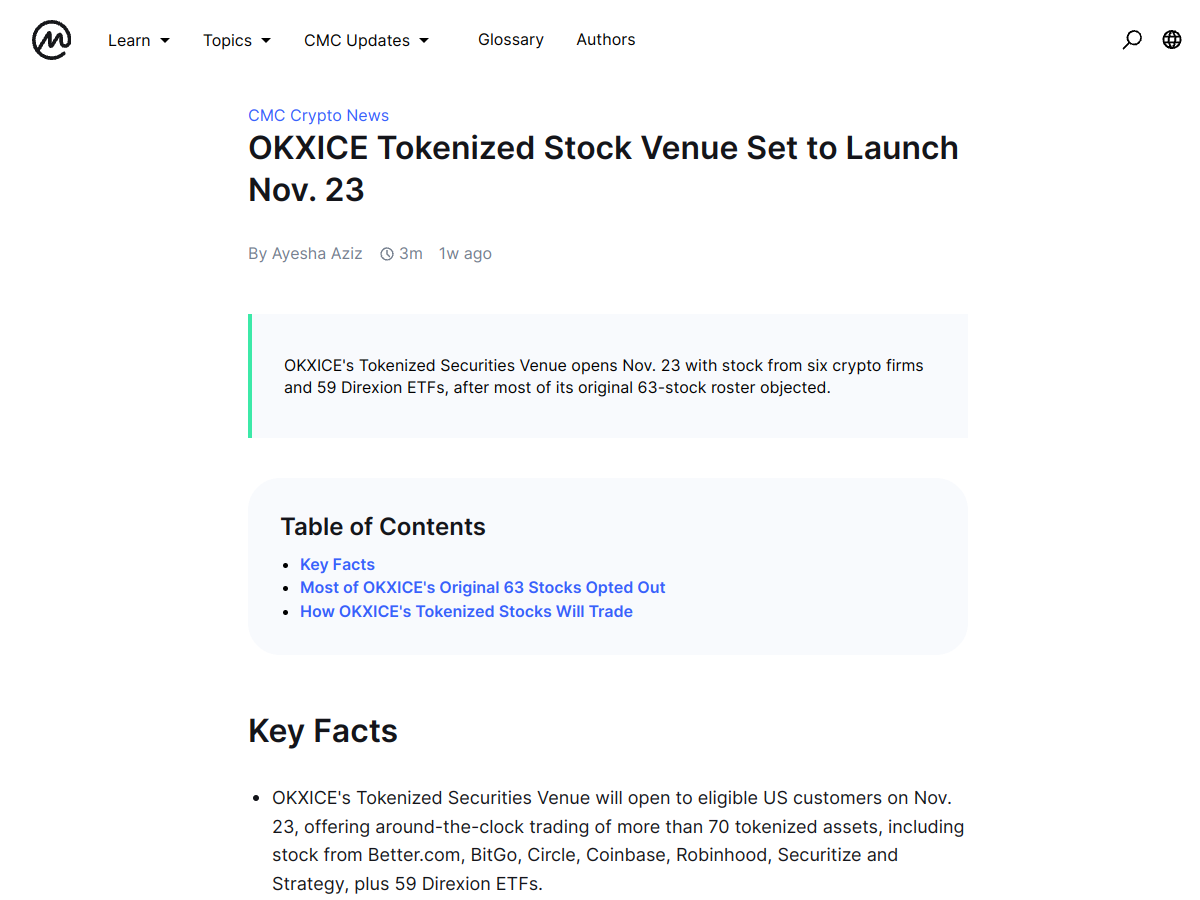 Learn
Topics
CMC Updates
Glossary
Authors
CMC Crypto News
OKXICE Tokenized Stock Venue Set to Launch
Nov. 23
By Ayesha Aziz
3m
1w ago
OKXICE's Tokenized Securities Venue opens Nov. 23 with stock from six crypto firms
and 59 Direxion ETFs, after most of its original 63-stock roster objected.
Table of Contents
• Key Facts
• Most of OKXICE's Original 63 Stocks Opted Out
• How OKXICE's Tokenized Stocks Will Trade
Key Facts
• OKXICE's Tokenized Securities Venue will open to eligible US customers on Nov.
23, offering around-the-clock trading of more than 70 tokenized assets, including
stock from Better.com, BitGo, Circle, Coinbase, Robinhood, Securitize and
Strategy, plus 59 Direxion ETFs.